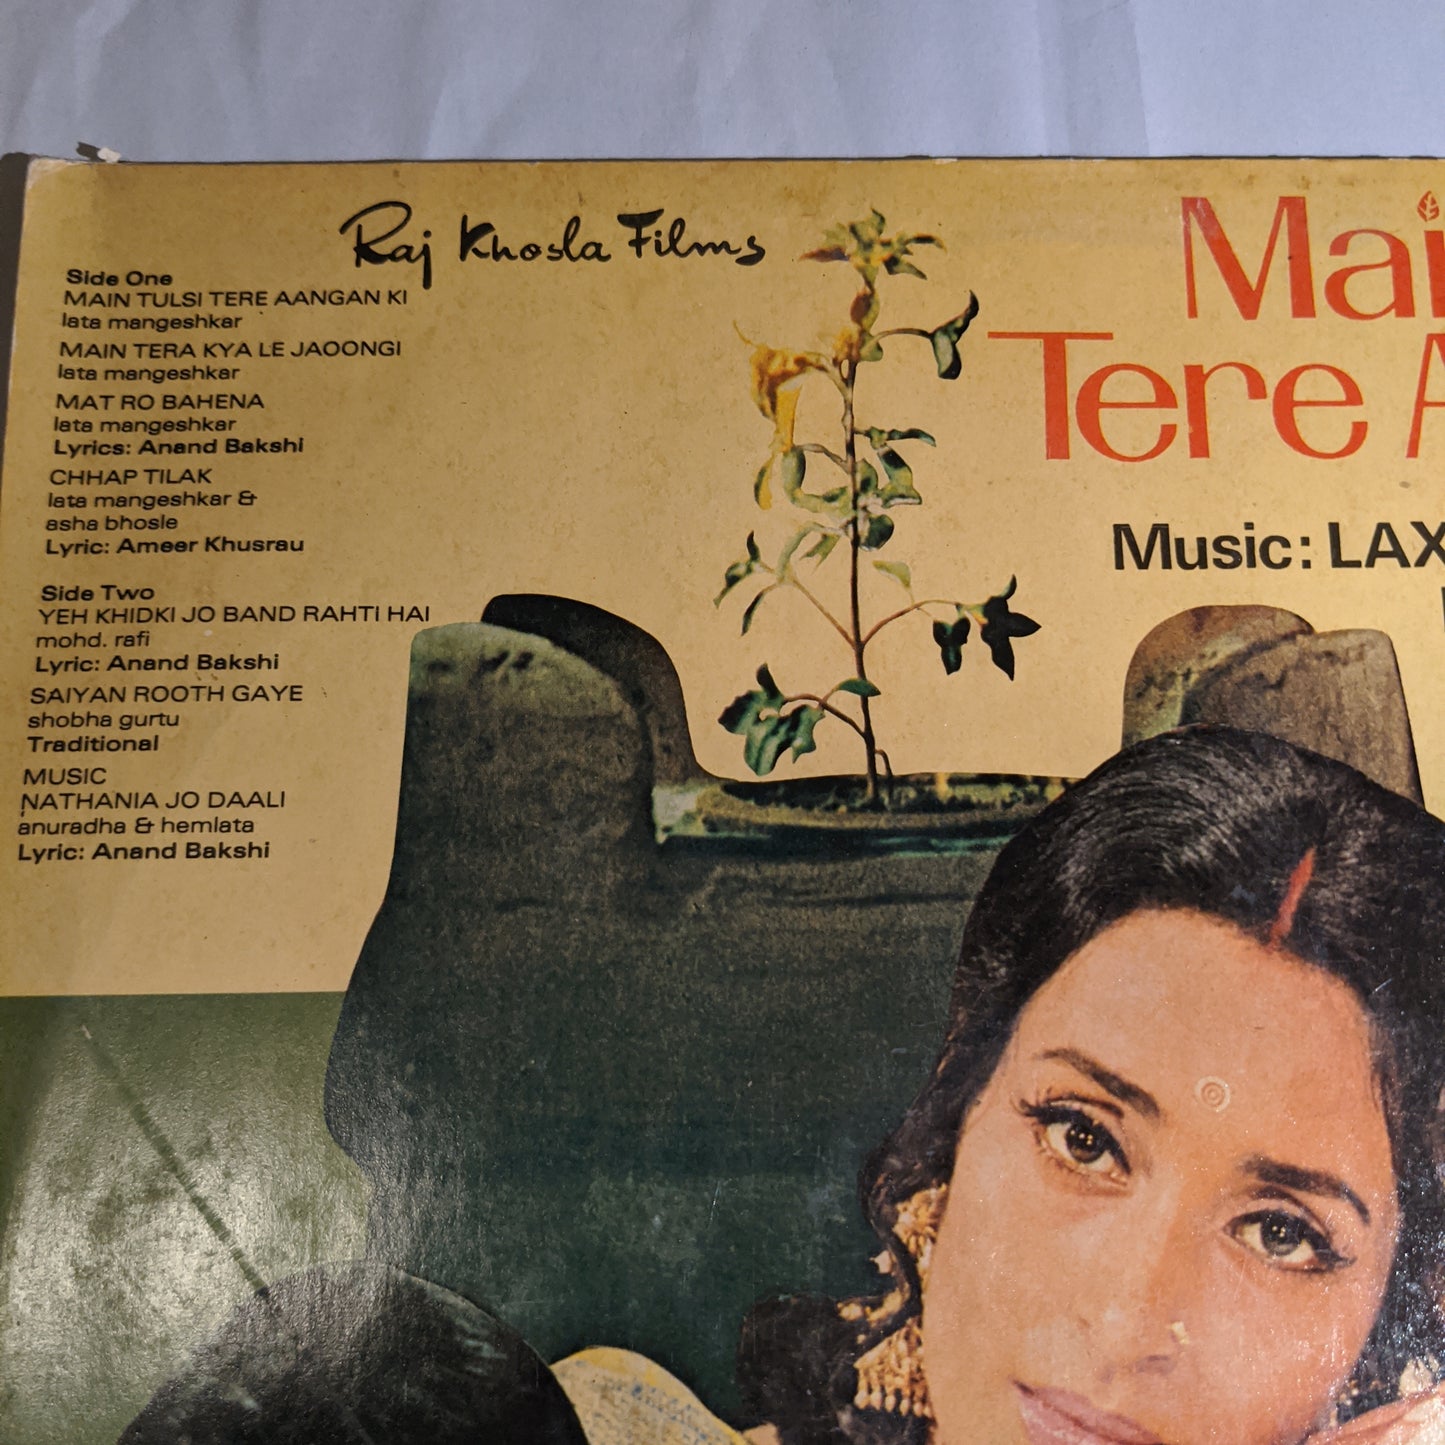 Raj Khosla Films
Side One
MAIN TULSI TERE AANGAN KI
lata mangeshkar
MAIN TERA KYA LE JAOONGI
lata mangeshkar
MAT RO BAHENA
lata mangeshkar
Lyrics: Anand Bakshi
CHHAP TILAK
lata mangeshkar &
asha bhosle
Lyric: Ameer Khusrau
Side Two
YEH KHIDKI JO BAND RAHTI HAI
mohd. rafi
Lyric: Anand Bakshi
SAIYAN ROOTH GAYE
shobha gurtu
Traditional
MUSIC
NATHANIA JO DAALI
anuradha & hemlata
Lyric: Anand Bakshi
Mai
Tere A
Music: LAX